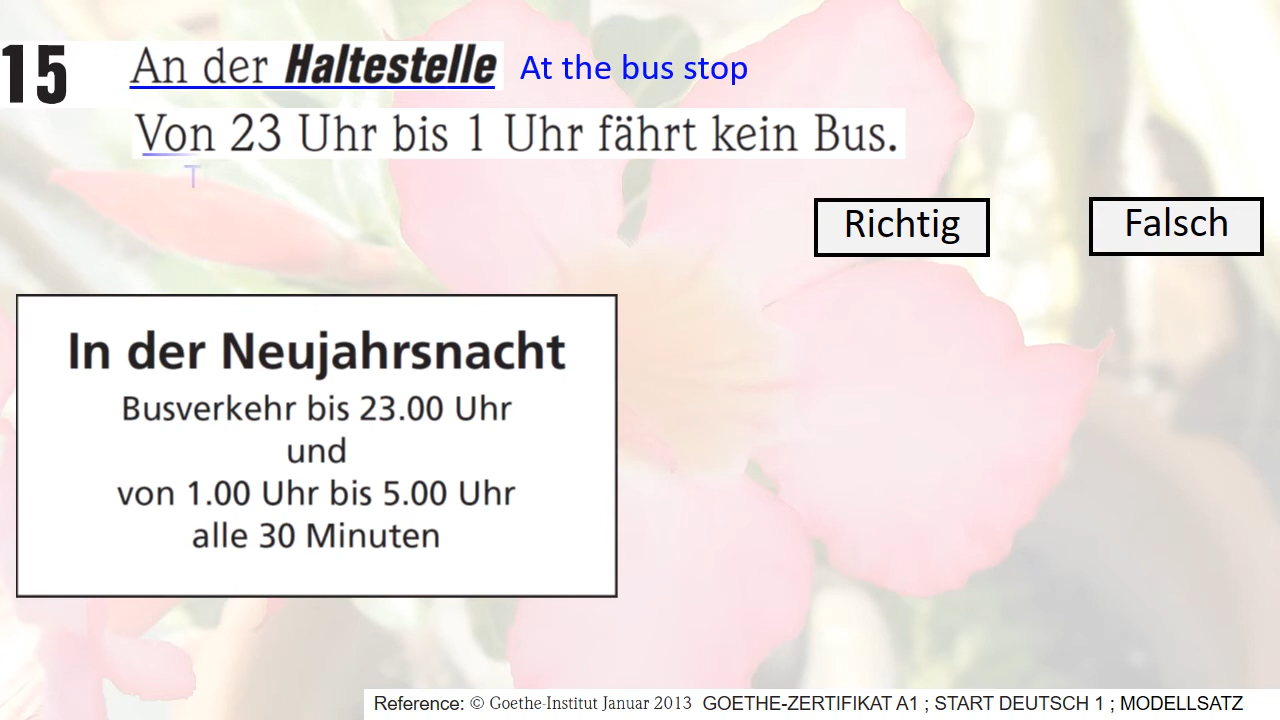 15 An der Haltestelle At the bus stop
Von 23 Uhr bis 1 Uhr fährt kein Bus.
T
Richtig Falsch
In der Neujahrsnacht
Busverkehr bis 23.00 Uhr
und
von 1.00 Uhr bis 5.00 Uhr
alle 30 Minuten
Reference: © Goethe-Institut Januar 2013 GOETHE-ZERTIFIKAT A1 ; START DEUTSCH 1 ; MODELLSATZ